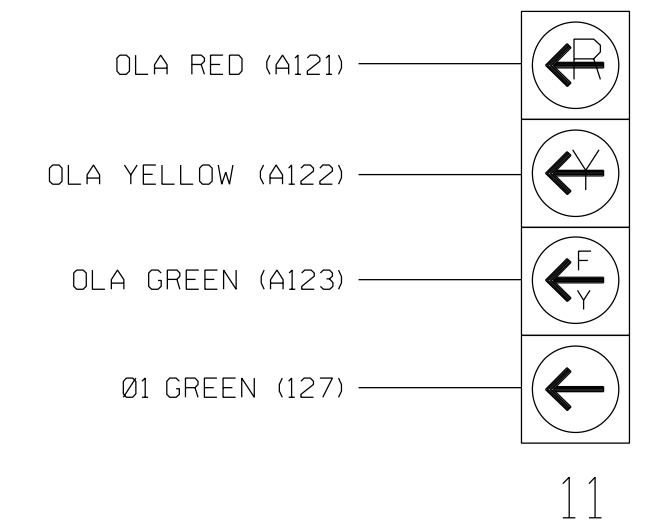 OLA RED (A121)
R
OLA YELLOW (A122)
Y
OLA GREEN (A123)
F
Y
Ø1 GREEN (127)
11